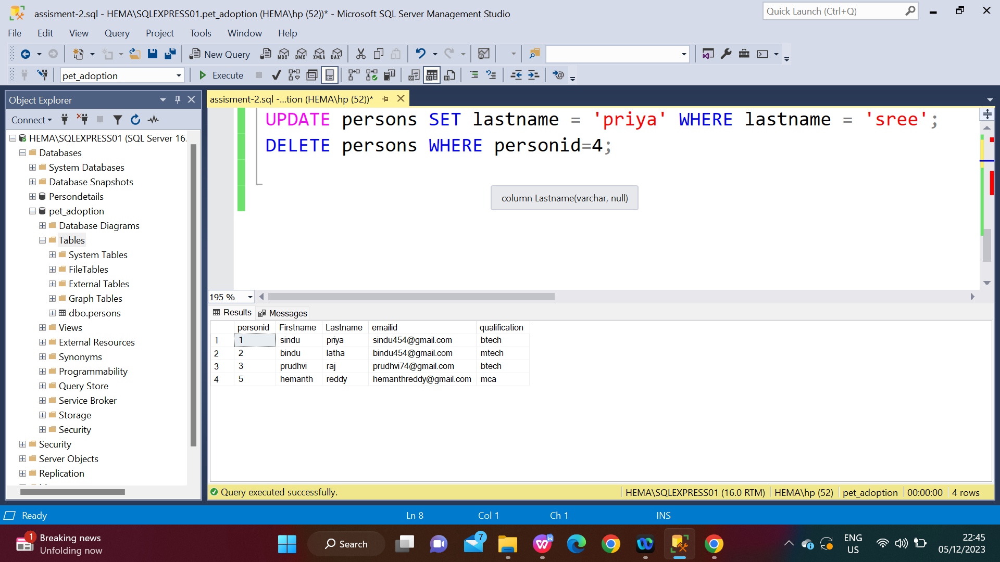 assisment-2.sql - HEMA\SQLEXPRESS01.pet_adoption (HEMA\hp (52))* - Microsoft SQL Server Management Studio
Quick Launch (Ctrl+Q)
File Edit View Query Project Tools Window Help
New Query MDX DMX XMLA DAX
pet_adoption Execute
Object Explorer
assisment-2.sql -...tion (HEMA\hp (52))*
Connect
UPDATE persons SET lastname = 'priya' WHERE lastname = 'sree';
DELETE persons WHERE personid=4;
column Lastname(varchar, null)
HEMA\SQLEXPRESS01 (SQL Server 16.
Databases
System Databases
Database Snapshots
Persondetails
pet_adoption
Database Diagrams
Tables
System Tables
FileTables
External Tables
Graph Tables
dbo.persons
Views
External Resources
Synonyms
Programmability
Query Store
Service Broker
Storage
Security
Security
Server Objects
Replication
195 %
Results Messages
personid Firstname Lastname emailid qualification
1 1 sindu priya sindu454@gmail.com btech
2 2 bindu latha bindu454@gmail.com mtech
3 3 prudhvi raj prudhvi74@gmail.com btech
4 5 hemanth reddy hemanthreddy@gmail.com mca
Query executed successfully. HEMA\SQLEXPRESS01 (16.0 RTM) HEMA\hp (52) pet_adoption 00:00:00 4 rows
Ready Ln 8 Col 1 Ch 1 INS
1 Breaking news
Unfolding now
Search
7
ENG
US
22:45
05/12/2023